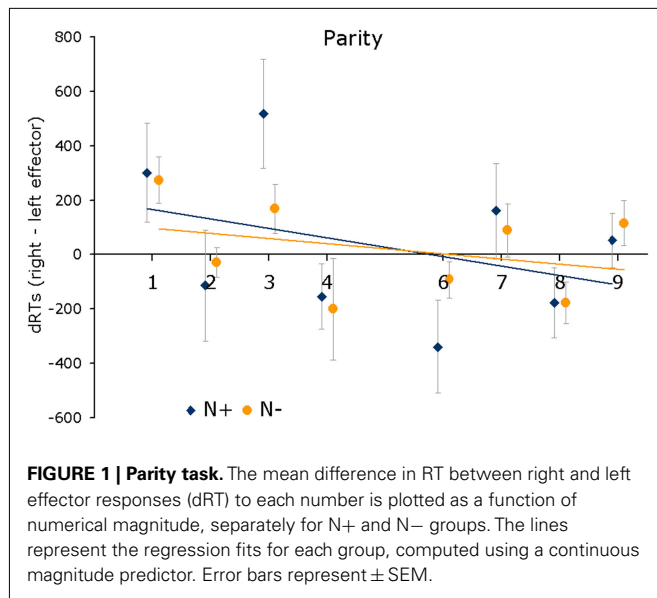 Parity
800
600
400
200
0
-200
-400
-600
dRTs (right - left effector)
1 2 3 4 6 7 8 9
N+ N-
FIGURE 1 | Parity task. The mean difference in RT between right and left
effector responses (dRT) to each number is plotted as a function of
numerical magnitude, separately for N+ and N− groups. The lines
represent the regression fits for each group, computed using a continuous
magnitude predictor. Error bars represent ± SEM.